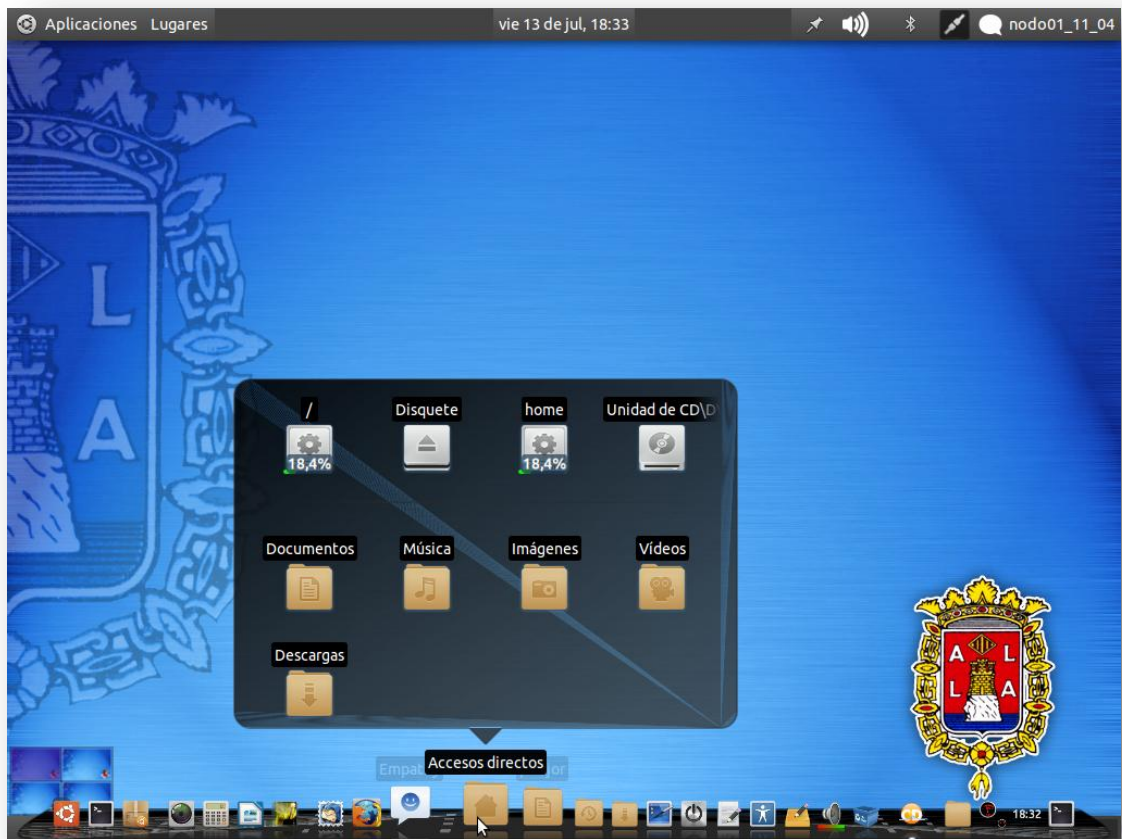 Aplicaciones Lugares vie 13 de jul, 18:33 nodo01_11_04
L
A
/ Disquete home Unidad de CD\D
18,4% 18,4%
Documentos Música Imágenes Vídeos
Descargas
A L
L A
Accesos directos
CD 18:32